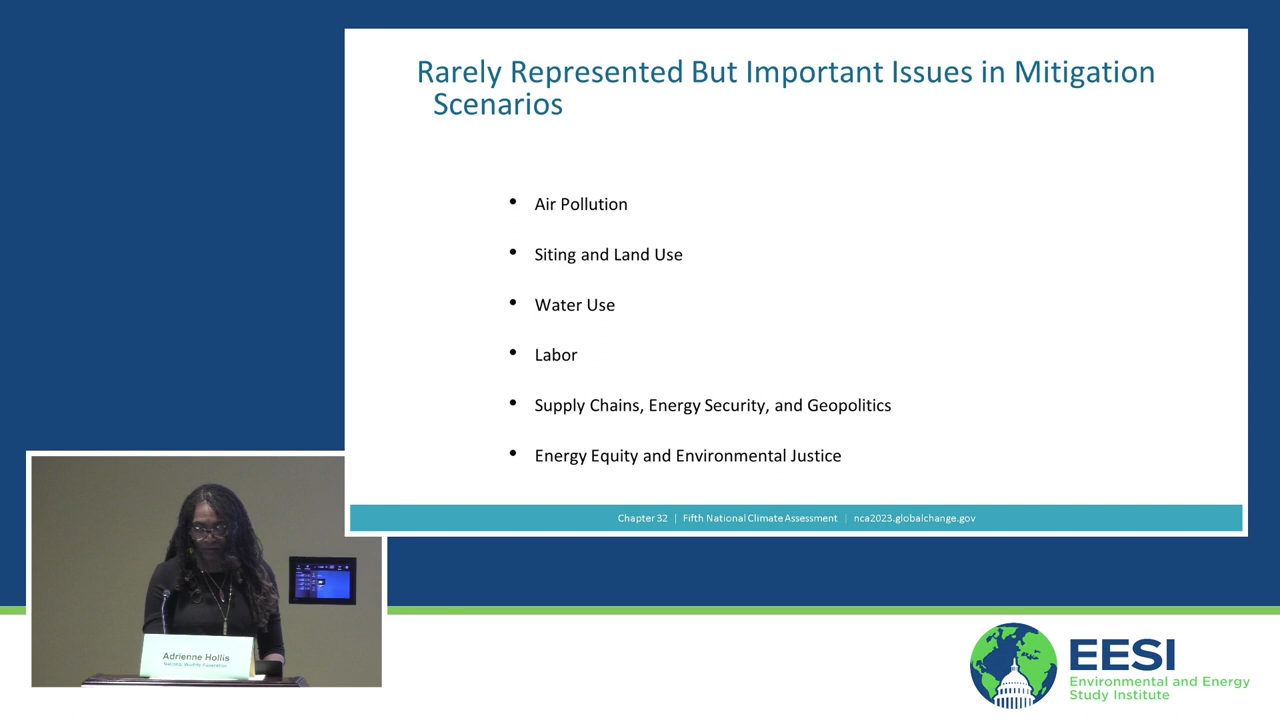 Rarely Represented But Important Issues in Mitigation
Scenarios
• Air Pollution
• Siting and Land Use
• Water Use
• Labor
• Supply Chains, Energy Security, and Geopolitics
• Energy Equity and Environmental Justice
Chapter 32 | Fifth National Climate Assessment | nca2023.globalchange.gov
Adrienne Hollis
National Wildlife Federation
EESI
Environmental and Energy
Study Institute